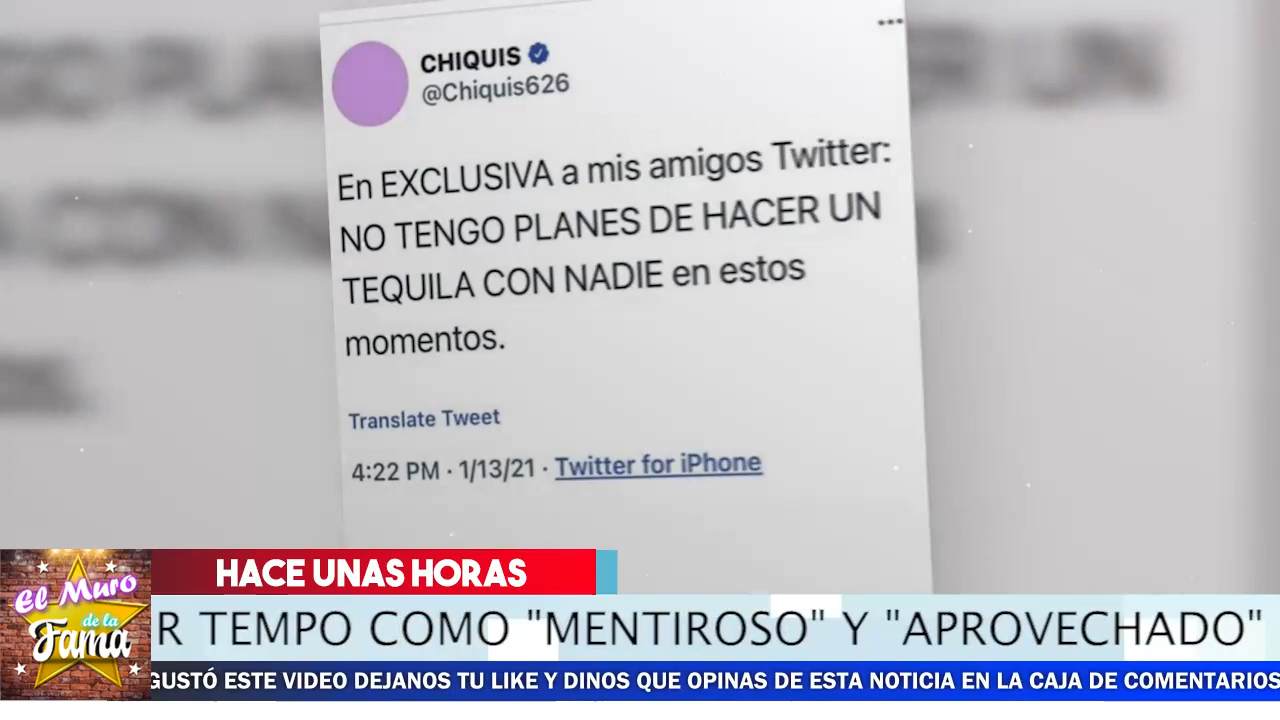 CHIQUIS
@Chiquis626
En EXCLUSIVA a mis amigos Twitter:
NO TENGO PLANES DE HACER UN
TEQUILA CON NADIE en estos
momentos.
Translate Tweet
4:22 PM · 1/13/21 · Twitter for iPhone
HACE UNAS HORAS
El Muro
de la
Fama
R TEMPO COMO "MENTIROSO" Y "APROVECHADO"
GUSTÓ ESTE VIDEO DEJANOS TU LIKE Y DINOS QUE OPINAS DE ESTA NOTICIA EN LA CAJA DE COMENTARIOS